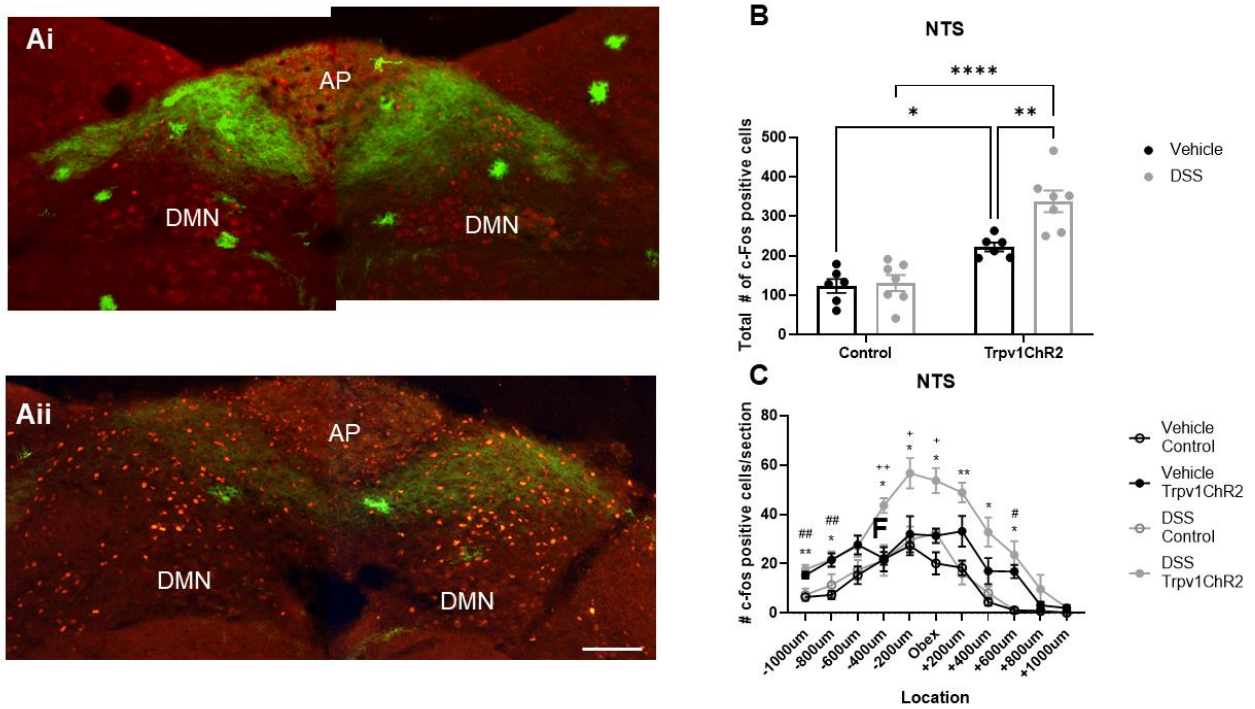 Ai
AP
DMN
DMN
Aii
AP
DMN
DMN
B
NTS
****
*
**
Total # of c-Fos positive cells
500
400
300
200
100
0
Control
Trpv1ChR2
Vehicle
DSS
C
NTS
# c-fos positive cells/section
80
60
40
20
0
##
**
##
*
++
*
F
+
*
+
*
**
*
#
*
-1000um
-800um
-600um
-400um
-200um
Obex
+200um
+400um
+600um
+800um
+1000um
Location
Vehicle
Control
Vehicle
Trpv1ChR2
DSS
Control
DSS
Trpv1ChR2